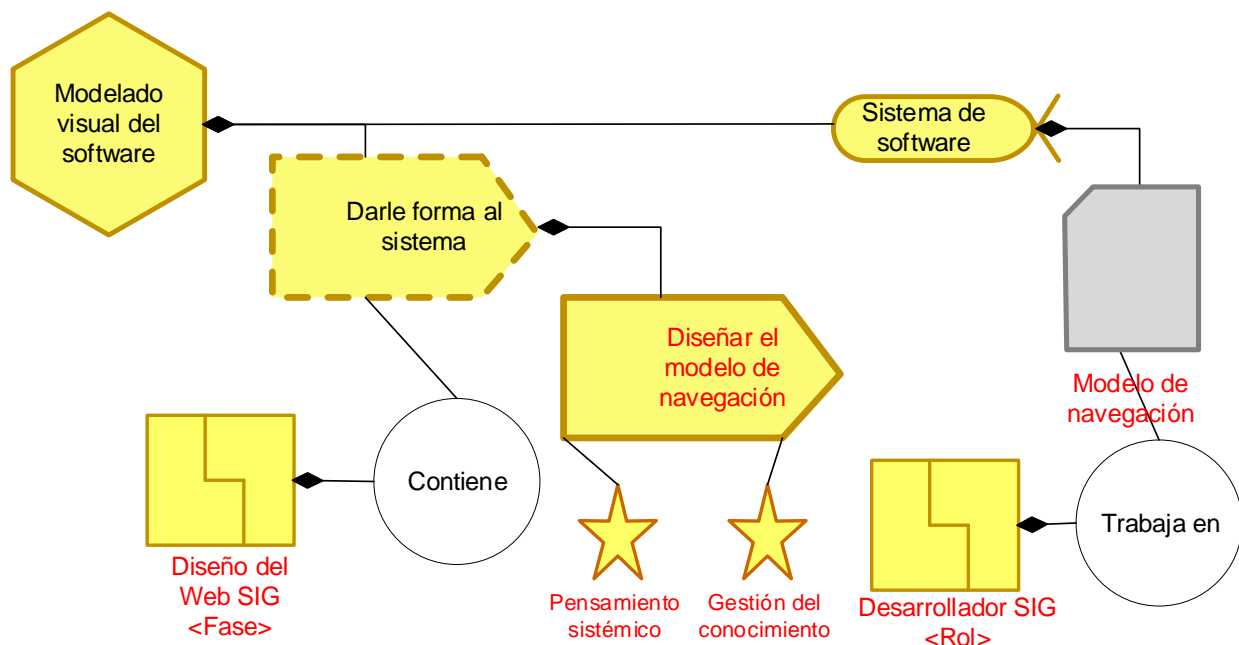 Modelado
visual del
software
Sistema de
software
Darle forma al
sistema
Diseñar el
modelo de
navegación
Modelo de
navegación
Contiene
Trabaja en
Diseño del
Web SIG
<Fase>
Pensamiento
sistémico
Gestión del
conocimiento
Desarrollador SIG
<Rol>